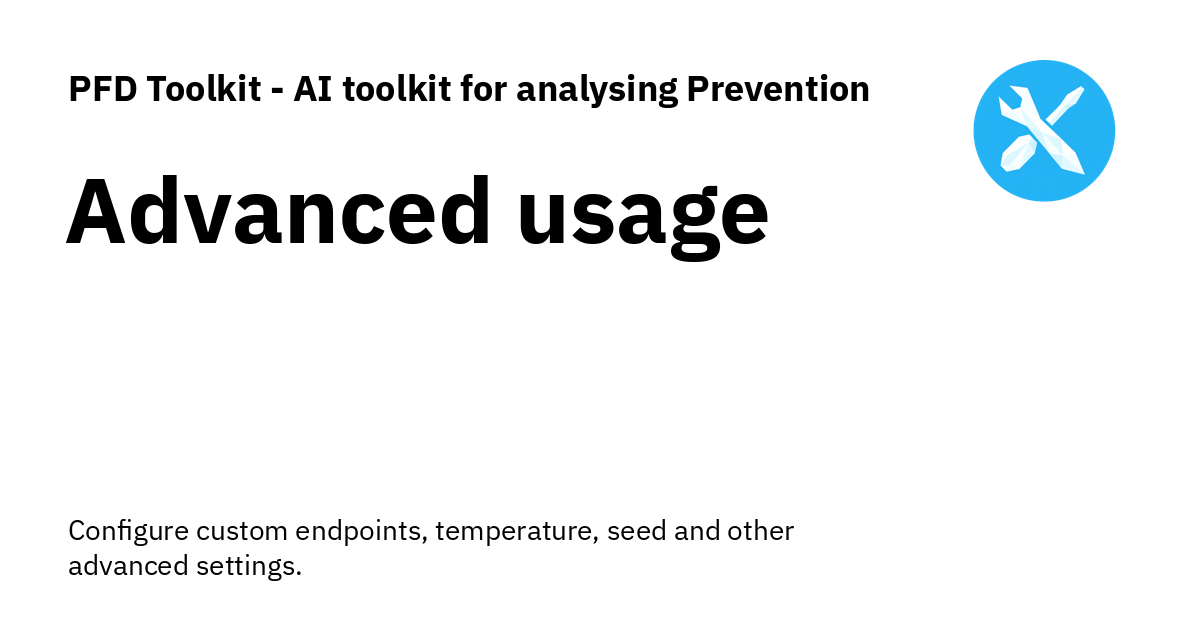 PFD Toolkit - AI toolkit for analysing Prevention
Advanced usage
Configure custom endpoints, temperature, seed and other
advanced settings.